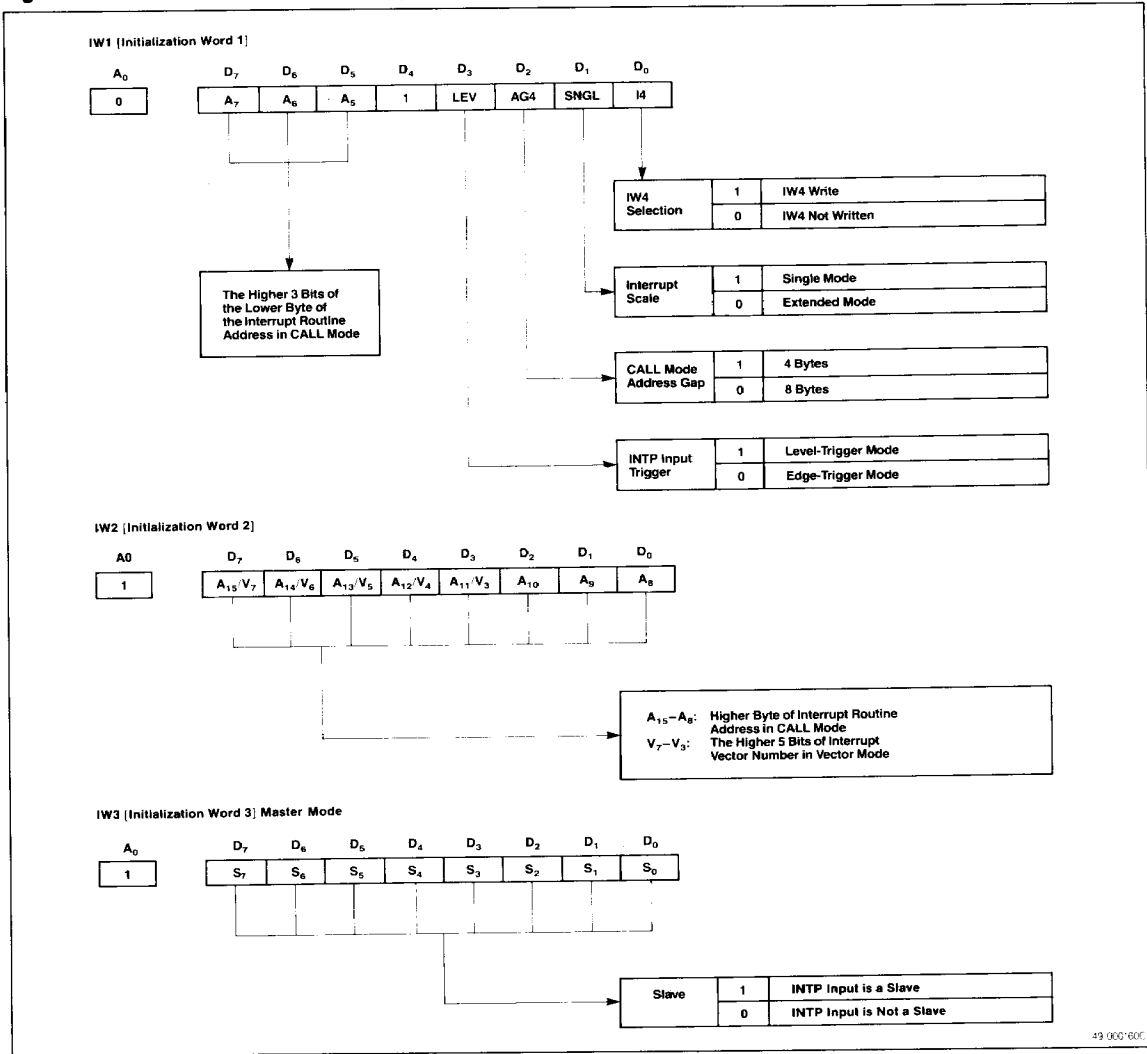 IW1 [Initialization Word 1]
A0 D7 D6 D5 D4 D3 D2 D1 D0
0 A7 A6 A5 1 LEV AG4 SNGL I4
IW4 Selection
1 IW4 Write
0 IW4 Not Written
The Higher 3 Bits of
the Lower Byte of
the Interrupt Routine
Address in CALL Mode
Interrupt Scale
1 Single Mode
0 Extended Mode
CALL Mode Address Gap
1 4 Bytes
0 8 Bytes
INTP Input Trigger
1 Level-Trigger Mode
0 Edge-Trigger Mode
IW2 [Initialization Word 2]
A0 D7 D6 D5 D4 D3 D2 D1 D0
1 A15/V7 A14/V6 A13/V5 A12/V4 A11/V3 A10 A9 A8
A15–A8: Higher Byte of Interrupt Routine
Address in CALL Mode
V7–V3: The Higher 5 Bits of Interrupt
Vector Number in Vector Mode
IW3 [Initialization Word 3] Master Mode
A0 D7 D6 D5 D4 D3 D2 D1 D0
1 S7 S6 S5 S4 S3 S2 S1 S0
Slave
1 INTP Input is a Slave
0 INTP Input is Not a Slave